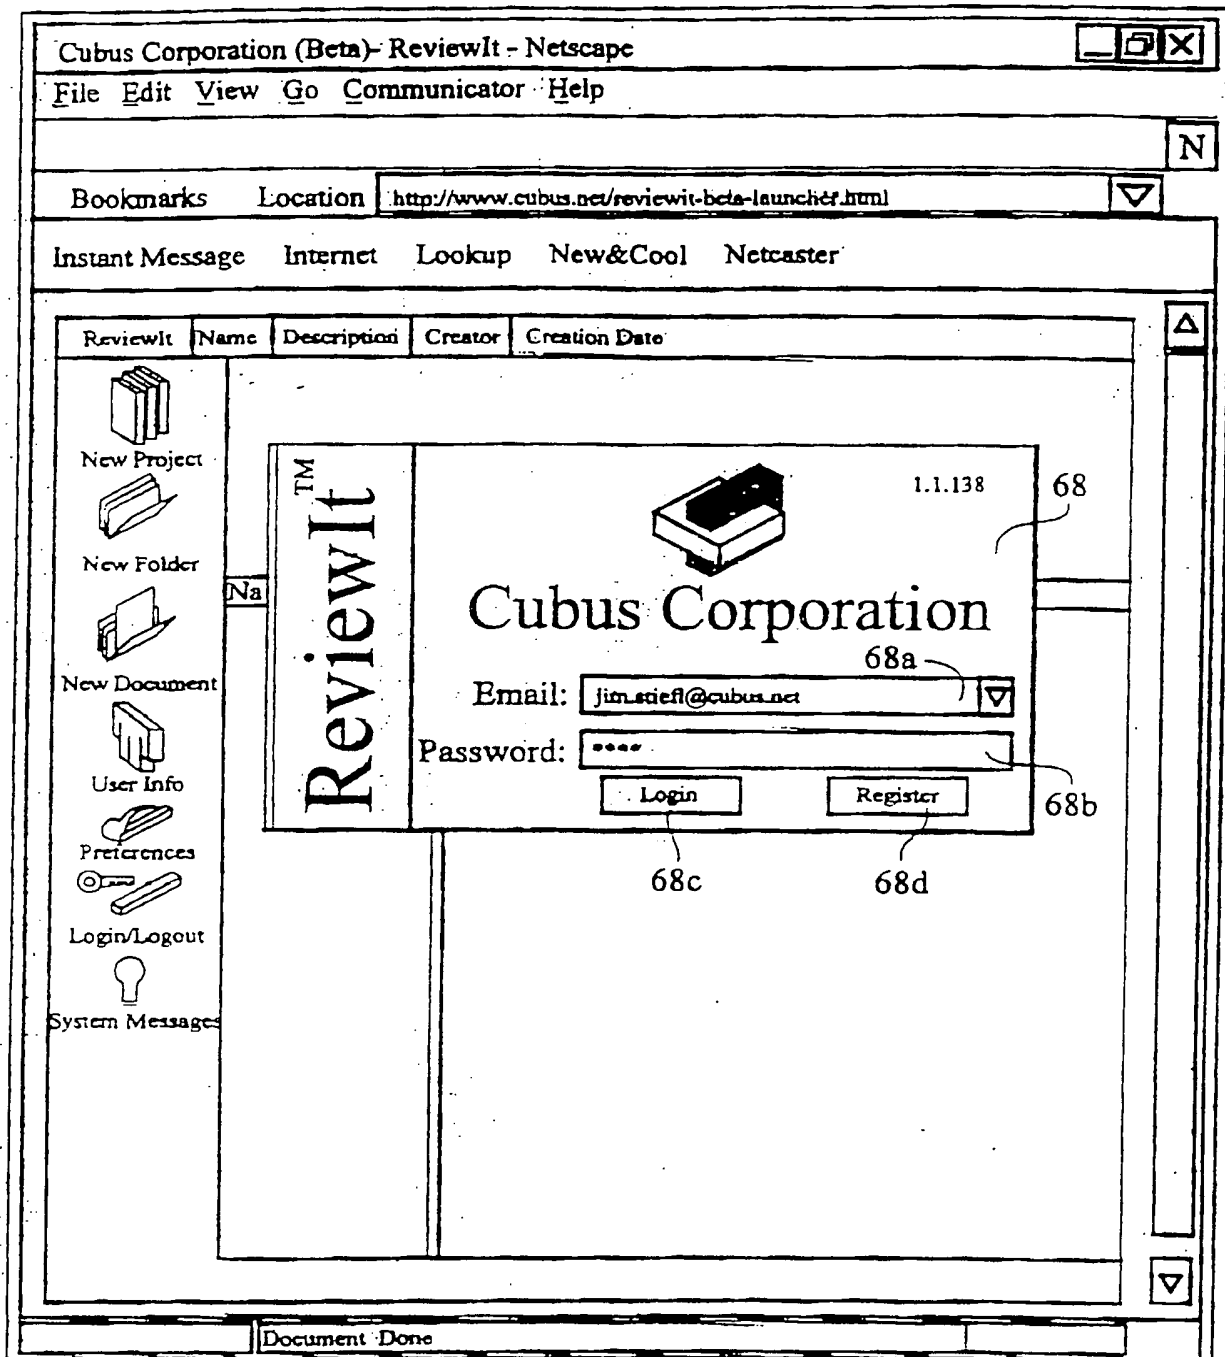 Cubus Corporation (Beta)- ReviewIt - Netscape
File Edit View Go Communicator Help
N
Bookmarks Location http://www.cubus.net/reviewit-beta-launcher.html
Instant Message Internet Lookup New&Cool Netcaster
ReviewIt Name Description Creator Creation Date
New Project
New Folder
New Document
User Info
Preferences
Login/Logout
System Messages
Na
ReviewIt™
1.1.138
68
Cubus Corporation
68a
Email: jim.stiefl@cubus.net
Password: ****
Login Register
68b
68c 68d
Document Done